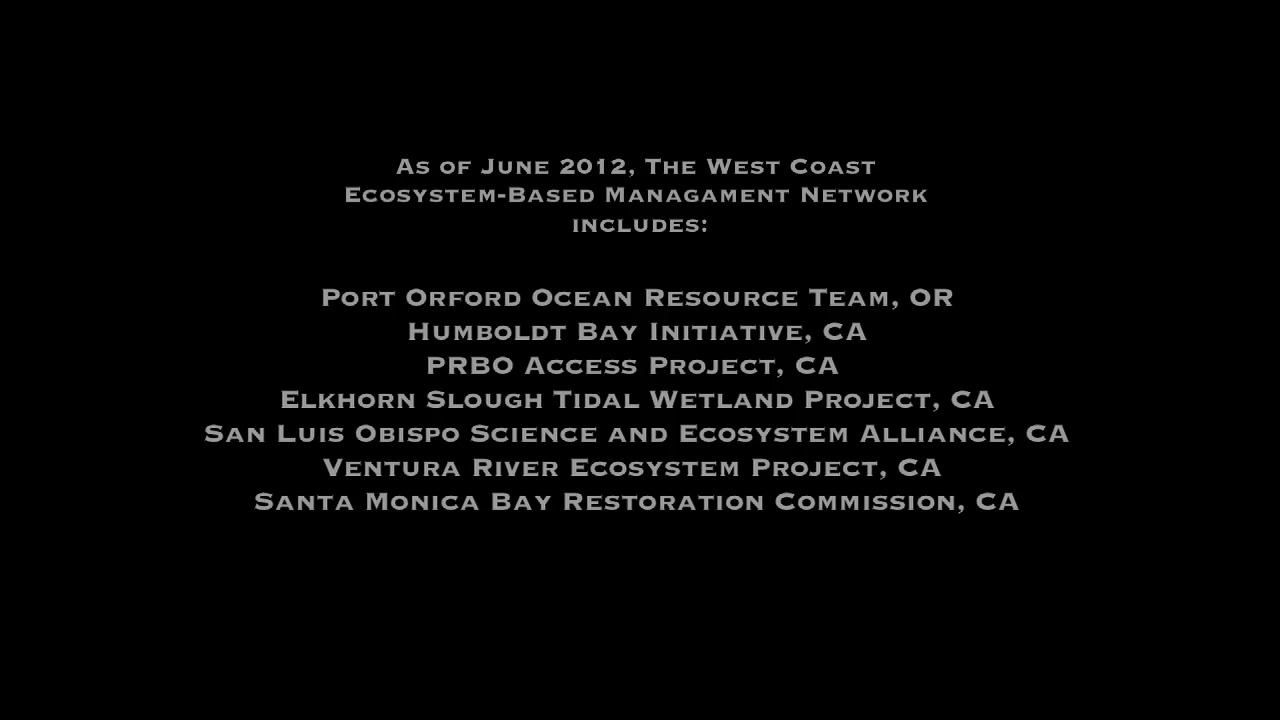 As of June 2012, The West Coast
Ecosystem-Based Managament Network
includes:
Port Orford Ocean Resource Team, OR
Humboldt Bay Initiative, CA
PRBO Access Project, CA
Elkhorn Slough Tidal Wetland Project, CA
San Luis Obispo Science and Ecosystem Alliance, CA
Ventura River Ecosystem Project, CA
Santa Monica Bay Restoration Commission, CA